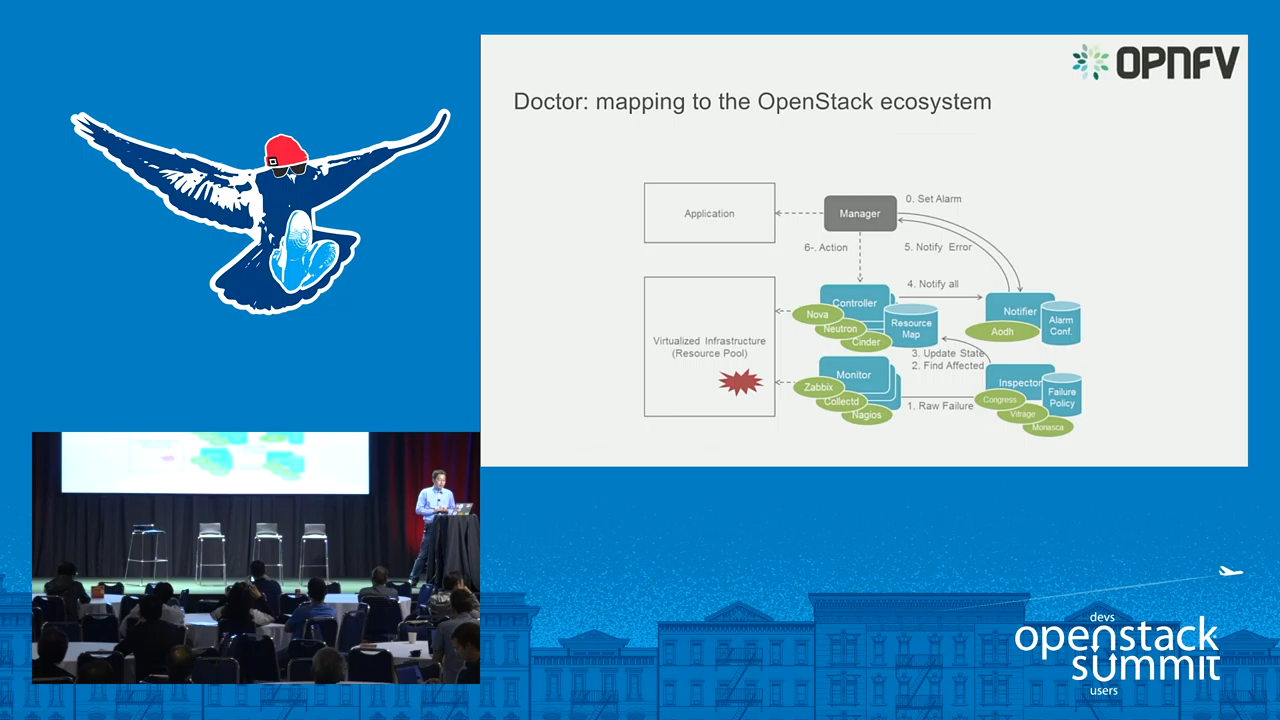 OPNFV
Doctor: mapping to the OpenStack ecosystem
Application
Manager
0. Set Alarm
6-. Action
5. Notify Error
4. Notify all
Controller
Nova
Neutron
Cinder
Resource
Map
Notifier
Aodh
Alarm
Conf.
Virtualized Infrastructure
(Resource Pool)
3. Update State
2. Find Affected
Monitor
Zabbix
Collectd
Nagios
1. Raw Failure
Inspector
Congress
Vitrage
Monasca
Failure
Policy
devs
openstack
summit
users